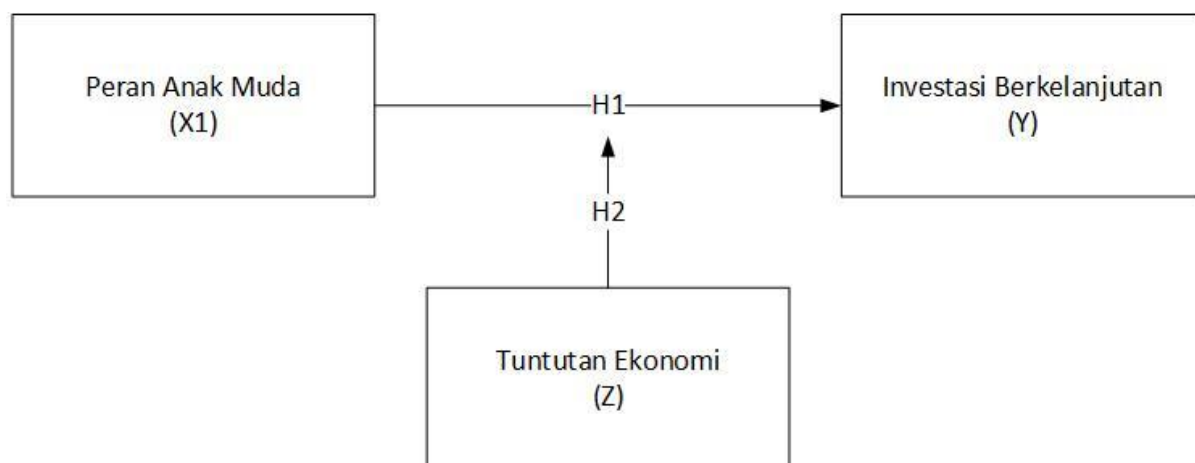 Peran Anak Muda
(X1)
H1
Investasi Berkelanjutan
(Y)
H2
Tuntutan Ekonomi
(Z)